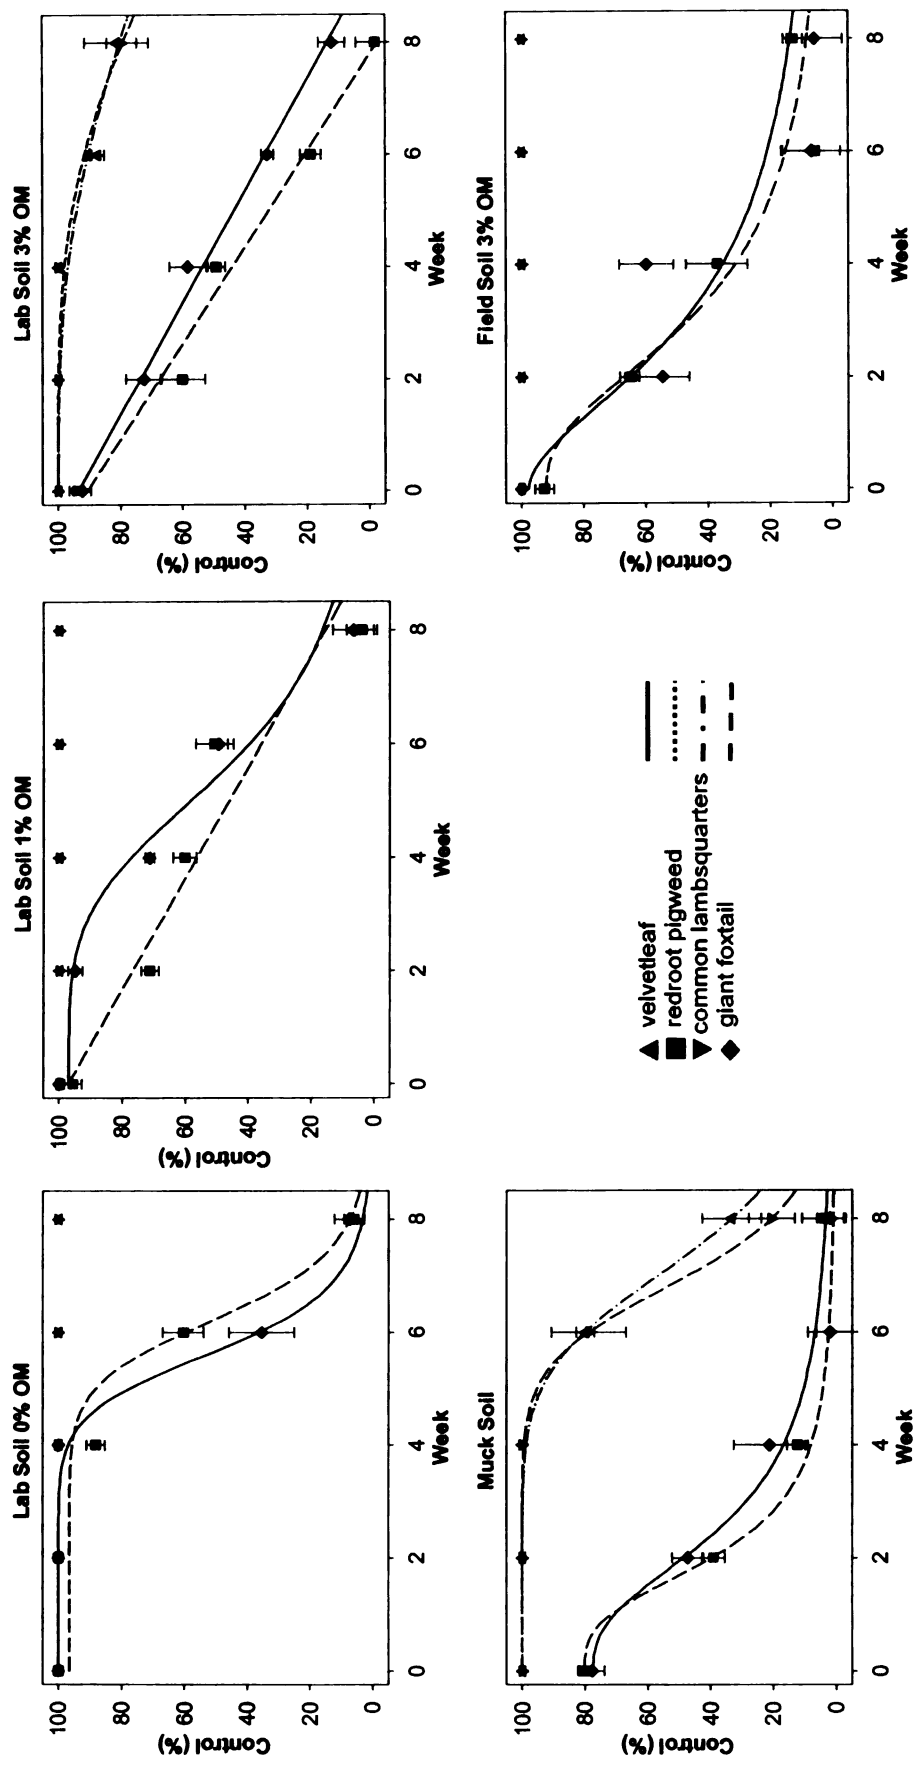 Lab Soil 0% OM
Control (%)
100
80
60
40
20
0
0 2 4 6 8
Week
Lab Soil 1% OM
Control (%)
100
80
60
40
20
0
0 2 4 6 8
Week
Lab Soil 3% OM
Control (%)
100
80
60
40
20
0
0 2 4 6 8
Week
Muck Soil
Control (%)
100
80
60
40
20
0
0 2 4 6 8
Week
velvetleaf
redroot pigweed
common lambsquarters
giant foxtail
Field Soil 3% OM
Control (%)
100
80
60
40
20
0
0 2 4 6 8
Week